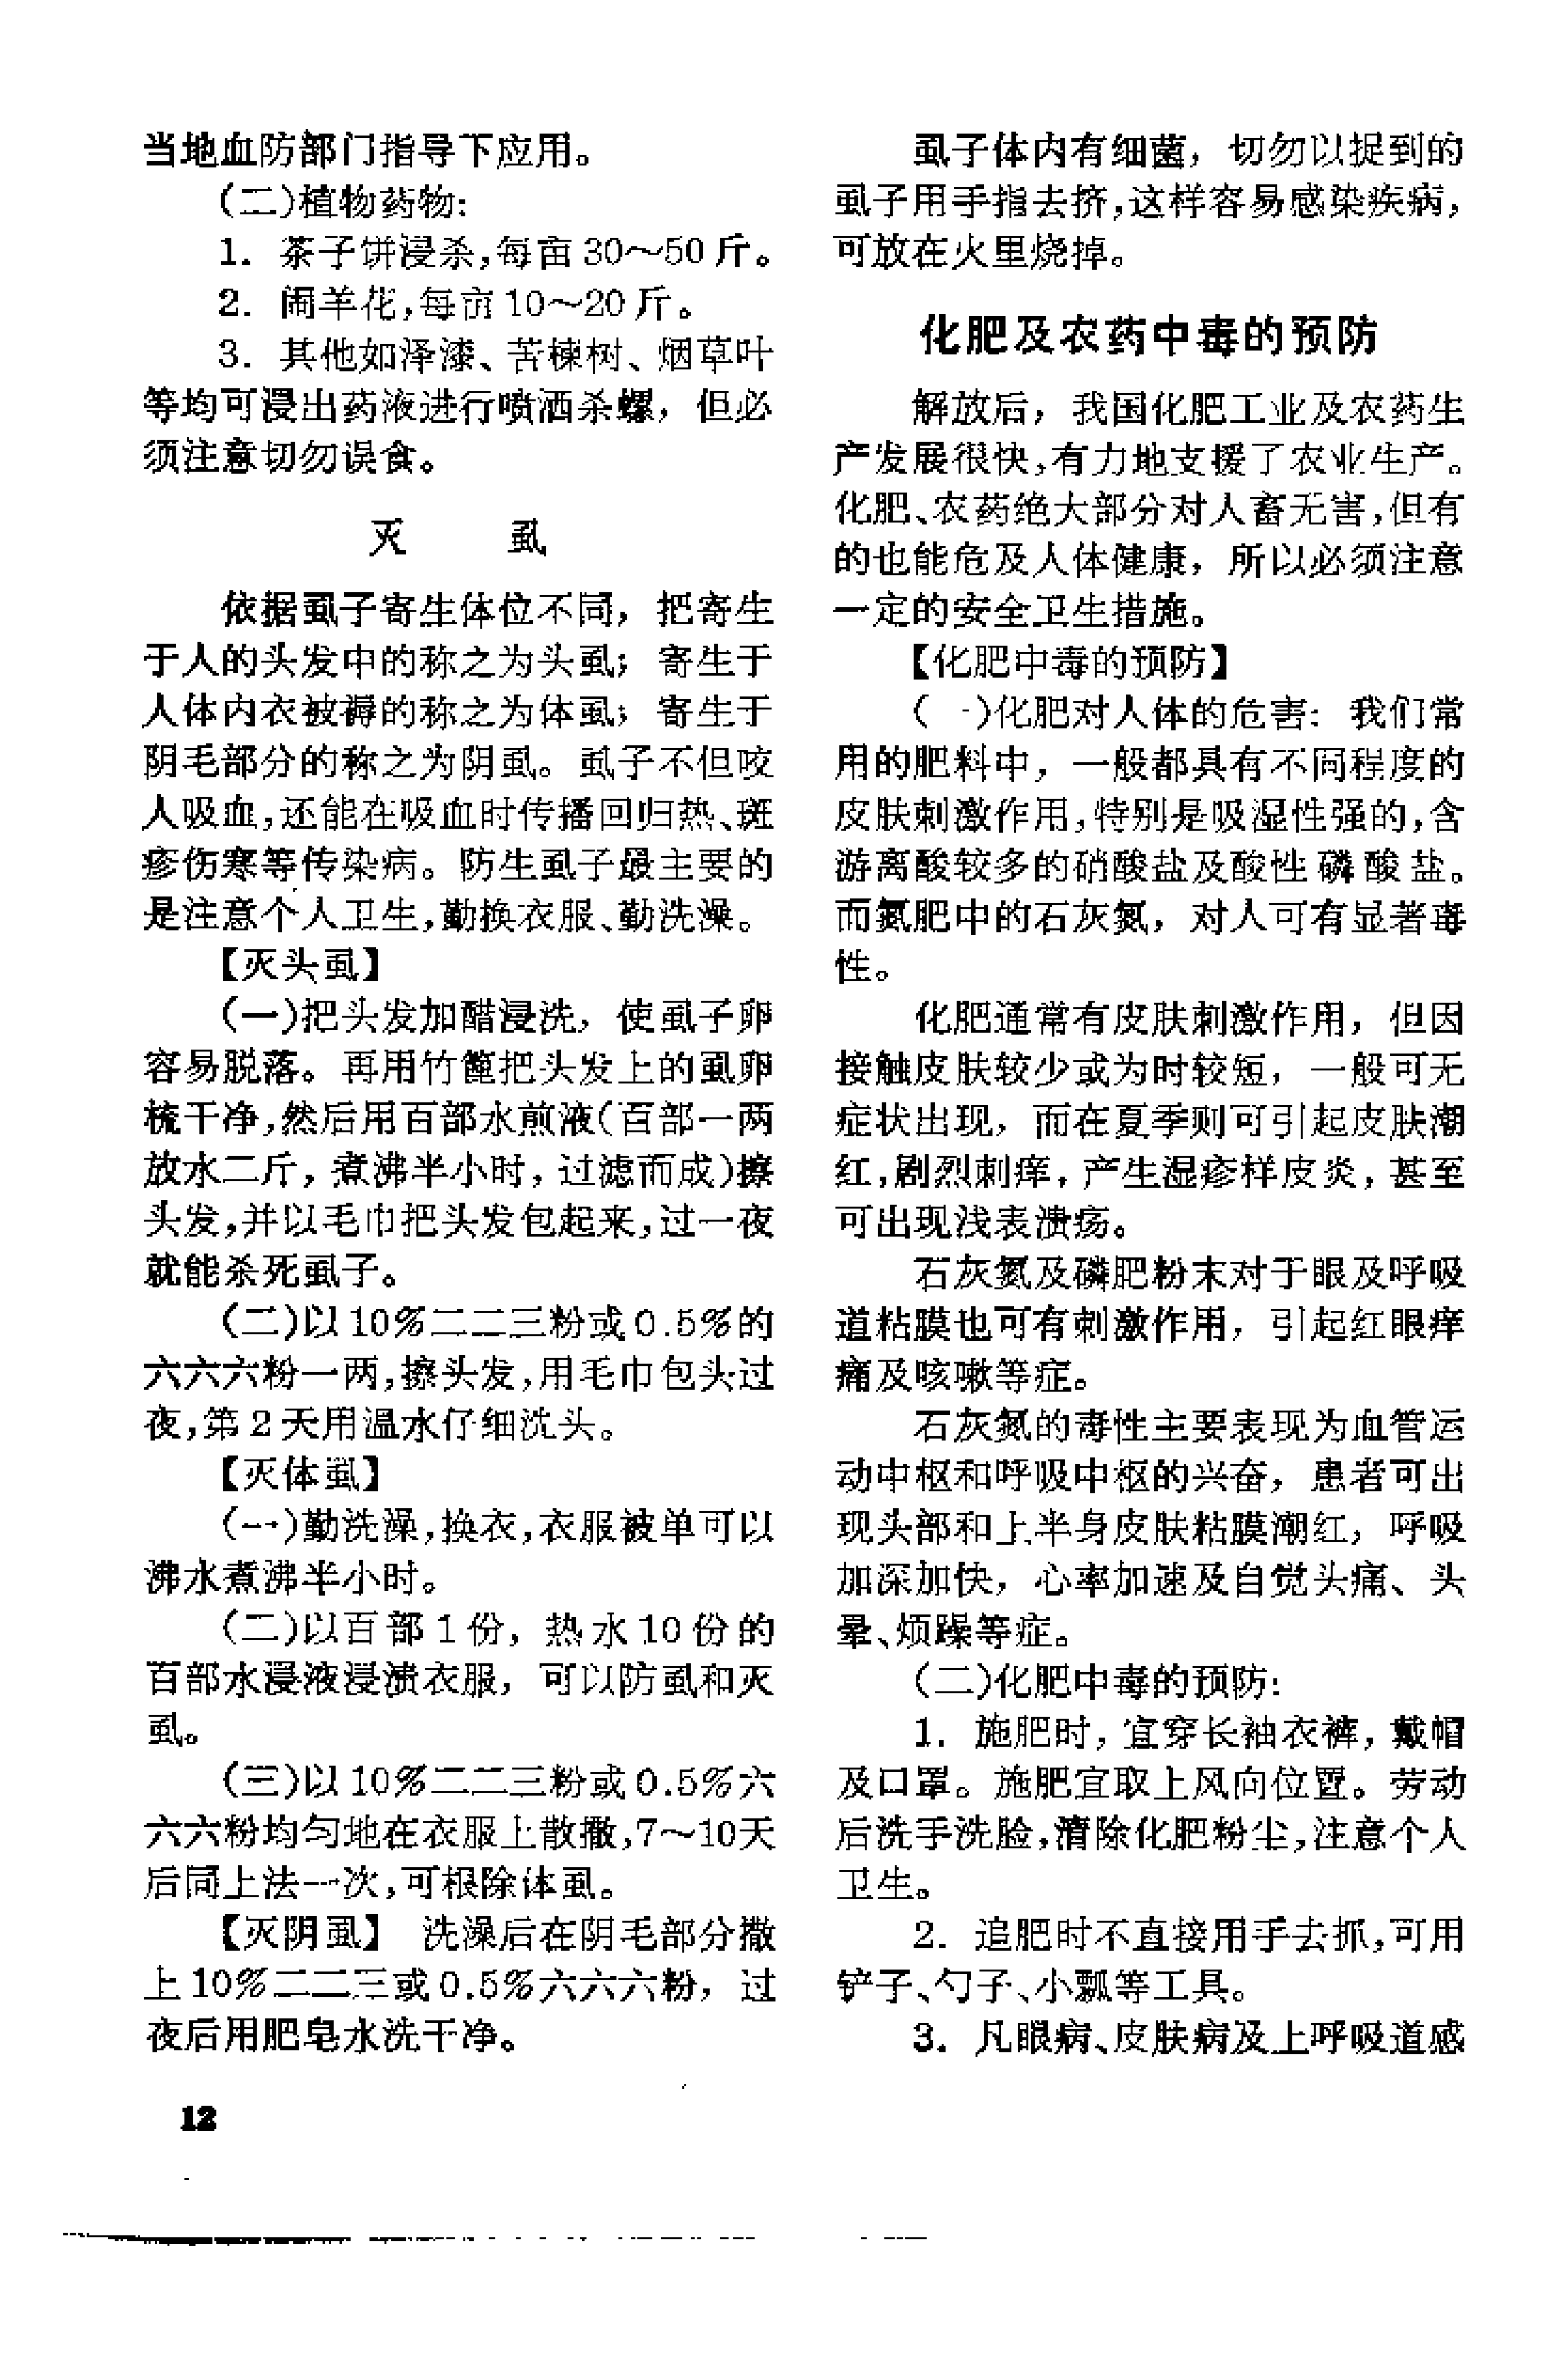 当地血防部门指导下应用。
(二)植物药物:
1. 茶子饼浸杀,每亩30～50斤。
2. 闹羊花,每亩10～20斤。
3. 其他如泽漆、苦楝树、烟草叶
等均可浸出药液进行喷洒杀螺，但必
须注意切勿误食。
灭 虱
依据虱子寄生体位不同，把寄生
于人的头发中的称之为头虱；寄生于
人体内衣被褥的称之为体虱；寄生于
阴毛部分的称之为阴虱。虱子不但咬
人吸血,还能在吸血时传播回归热、斑
疹伤寒等传染病。防生虱子最主要的
是注意个人卫生,勤换衣服、勤洗澡。
【灭头虱】
(一)把头发加醋浸洗，使虱子卵
容易脱落。再用竹篦把头发上的虱卵
梳干净,然后用百部水煎液(百部一两
放水二斤，煮沸半小时，过滤而成)擦
头发,并以毛巾把头发包起来,过一夜
就能杀死虱子。
(二)以10%二二三粉或0.5%的
六六六粉一两,擦头发,用毛巾包头过
夜,第2天用温水仔细洗头。
【灭体虱】
(一)勤洗澡,换衣,衣服被单可以
沸水煮沸半小时。
(二)以百部1份，热水10份的
百部水浸液浸渍衣服，可以防虱和灭
虱。
(三)以10%二二三粉或0.5%六
六六粉均匀地在衣服上散撒,7～10天
后同上法一次,可根除体虱。
【灭阴虱】 洗澡后在阴毛部分撒
上10%二二三或0.5%六六六粉，过
夜后用肥皂水洗干净。
12
虱子体内有细菌，切勿以捉到的
虱子用手指去挤,这样容易感染疾病，
可放在火里烧掉。
化肥及农药中毒的预防
解放后，我国化肥工业及农药生
产发展很快,有力地支援了农业生产。
化肥、农药绝大部分对人畜无害,但有
的也能危及人体健康，所以必须注意
一定的安全卫生措施。
【化肥中毒的预防】
(一)化肥对人体的危害: 我们常
用的肥料中，一般都具有不同程度的
皮肤刺激作用,特别是吸湿性强的,含
游离酸较多的硝酸盐及酸性磷酸盐。
而氮肥中的石灰氮，对人可有显著毒
性。
化肥通常有皮肤刺激作用，但因
接触皮肤较少或为时较短，一般可无
症状出现，而在夏季则可引起皮肤潮
红,剧烈刺痒，产生湿疹样皮炎，甚至
可出现浅表溃疡。
石灰氮及磷肥粉末对于眼及呼吸
道粘膜也可有刺激作用，引起红眼痒
痛及咳嗽等症。
石灰氮的毒性主要表现为血管运
动中枢和呼吸中枢的兴奋，患者可出
现头部和上半身皮肤粘膜潮红，呼吸
加深加快，心率加速及自觉头痛、头
晕、烦躁等症。
(二)化肥中毒的预防:
1. 施肥时，宜穿长袖衣裤，戴帽
及口罩。施肥宜取上风向位置。劳动
后洗手洗脸,清除化肥粉尘,注意个人
卫生。
2. 追肥时不直接用手去抓,可用
铲子、勺子、小瓢等工具。
3. 凡眼病、皮肤病及上呼吸道感